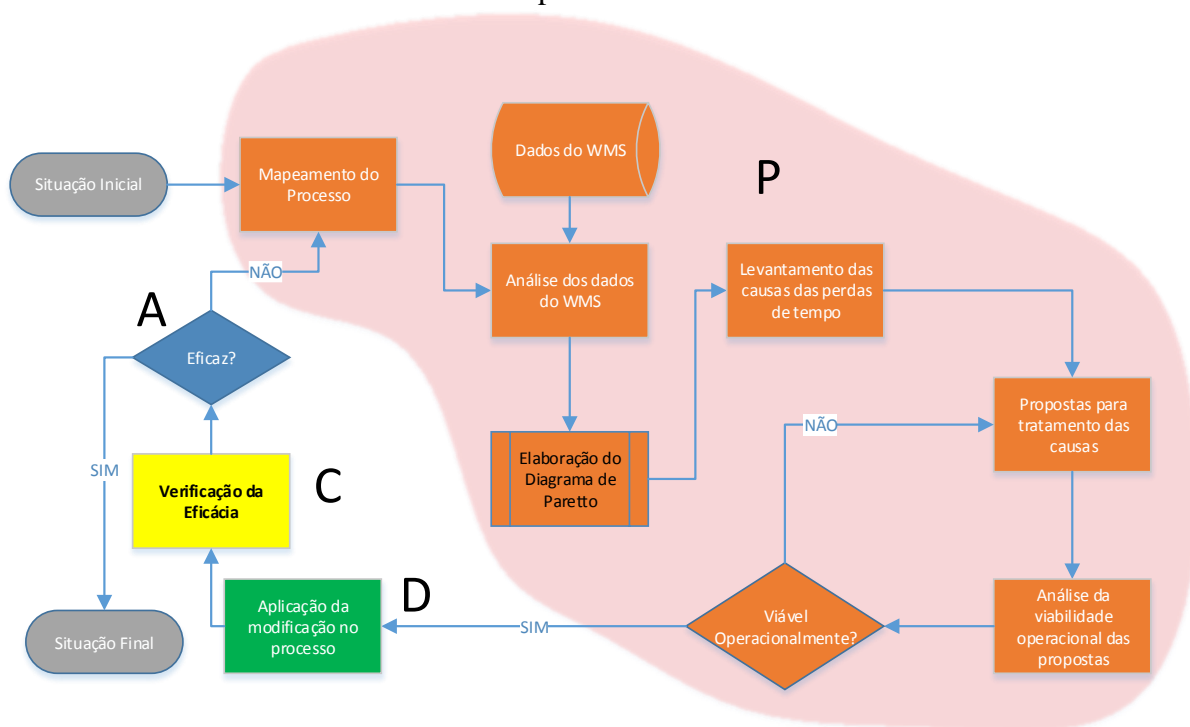 Situação Inicial
Mapeamento do
Processo
Dados do WMS
P
Análise dos dados
do WMS
Levantamento das
causas das perdas
de tempo
NÃO
A
Eficaz?
SIM
Elaboração do
Diagrama de
Paretto
NÃO
Propostas para
tratamento das
causas
Verificação da
Eficácia
C
Análise da
viabilidade
operacional das
propostas
Viável
Operacionalmente?
SIM
D
Aplicação da
modificação no
processo
Situação Final